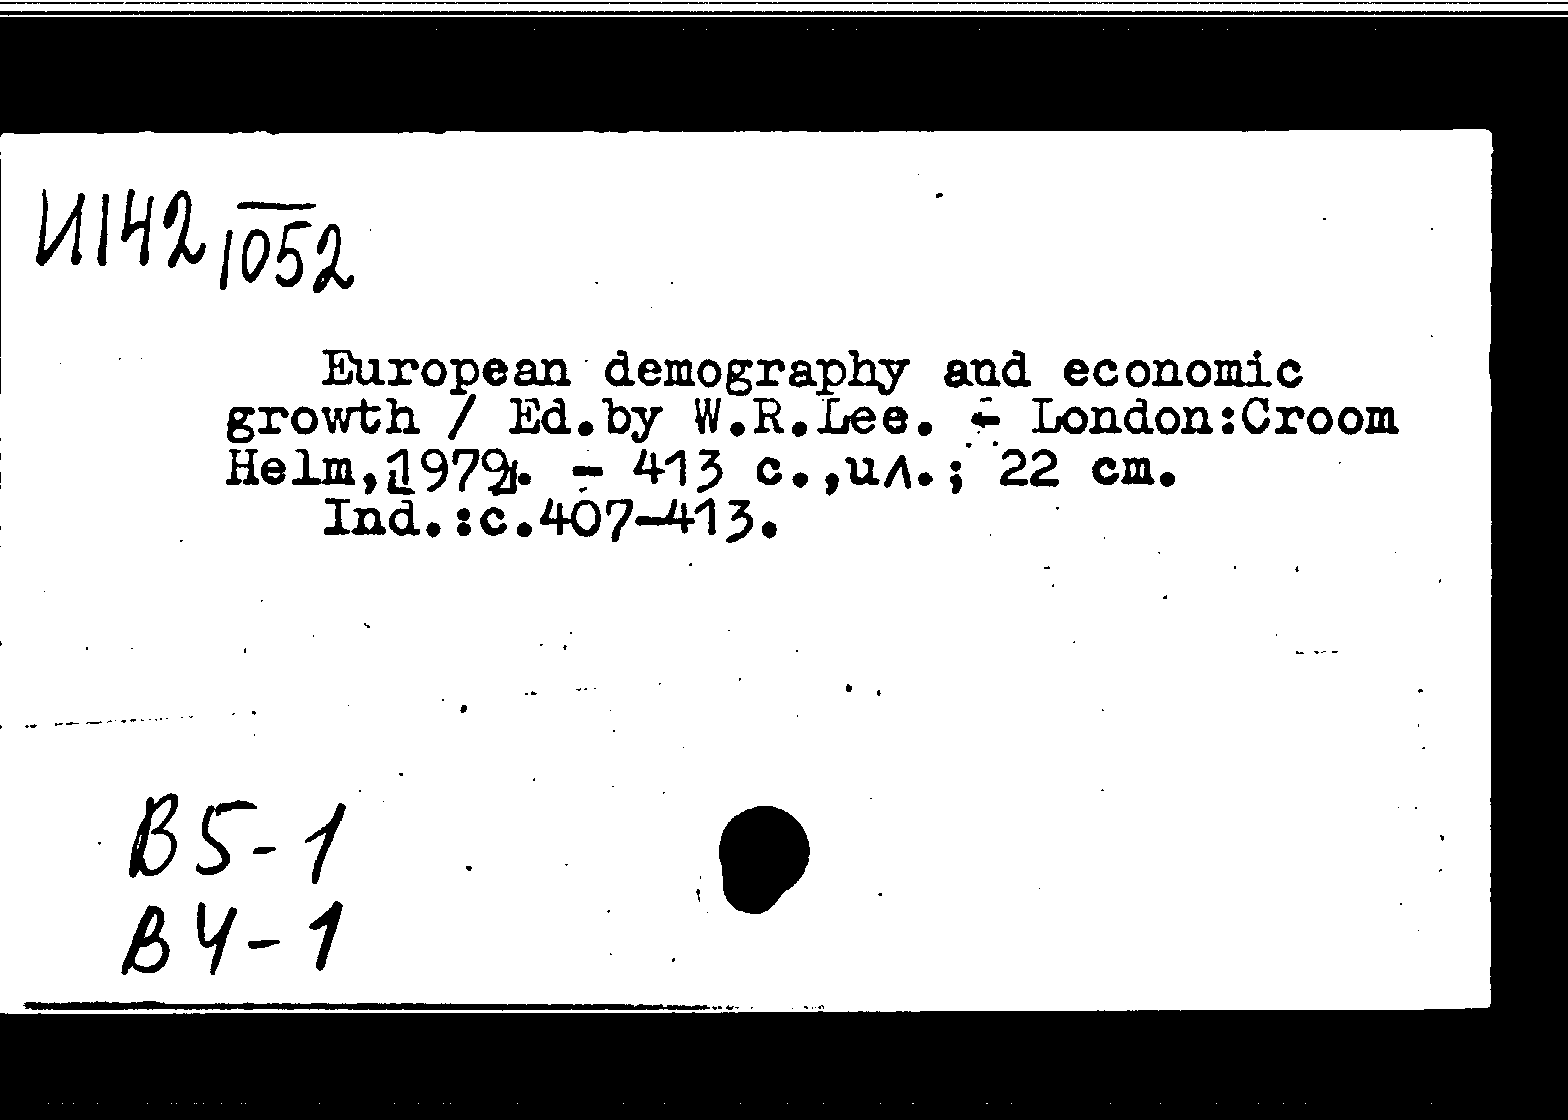 И142 1052
European demography and economic
growth / Ed.by W.R.Lee. - London:Croom
Helm,1979. - 413 с.,ил.; 22 cm.
Ind.:с.407-413.
В5-1
В4-1